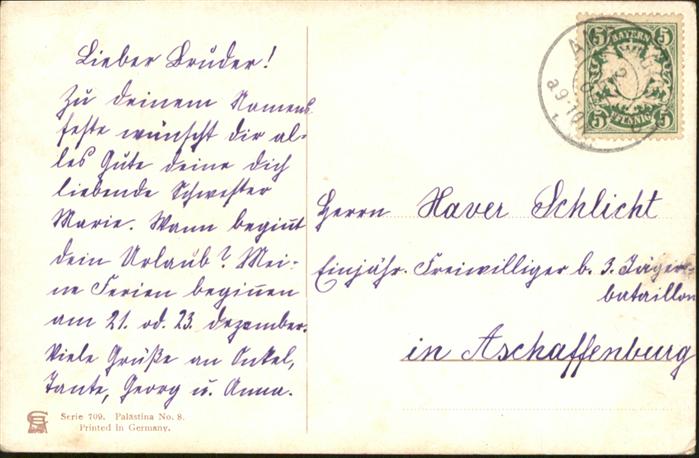 Lieber Bruder!
Zu deinem Namens
feste wünscht dir al-
les Gute deine dich
liebende Schwester
Marie. Wann beginnt
dein Urlaub? Mei-
ne Ferien beginnen
am 21. od. 23. Dezember.
Viele Grüße an Onkel,
Tante, Georg u. Anna.
Serie 709. Palästina No. 8.
Printed in Germany.
5 BAYERN 5
5 PFENNIG 5
Herrn Xaver Schlicht
Einjähr. Freiwilliger b. 3. Jäger-
bataillon
in Aschaffenburg